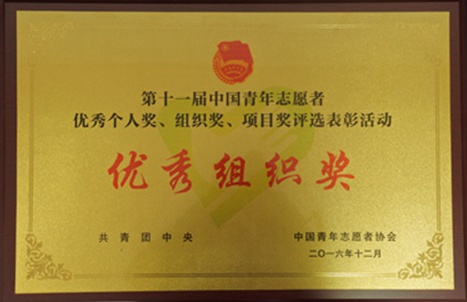 第十一届中国青年志愿者
优秀个人奖、组织奖、项目奖评选表彰活动
优秀组织奖
共青团中央
中国青年志愿者协会
二〇一六年十二月